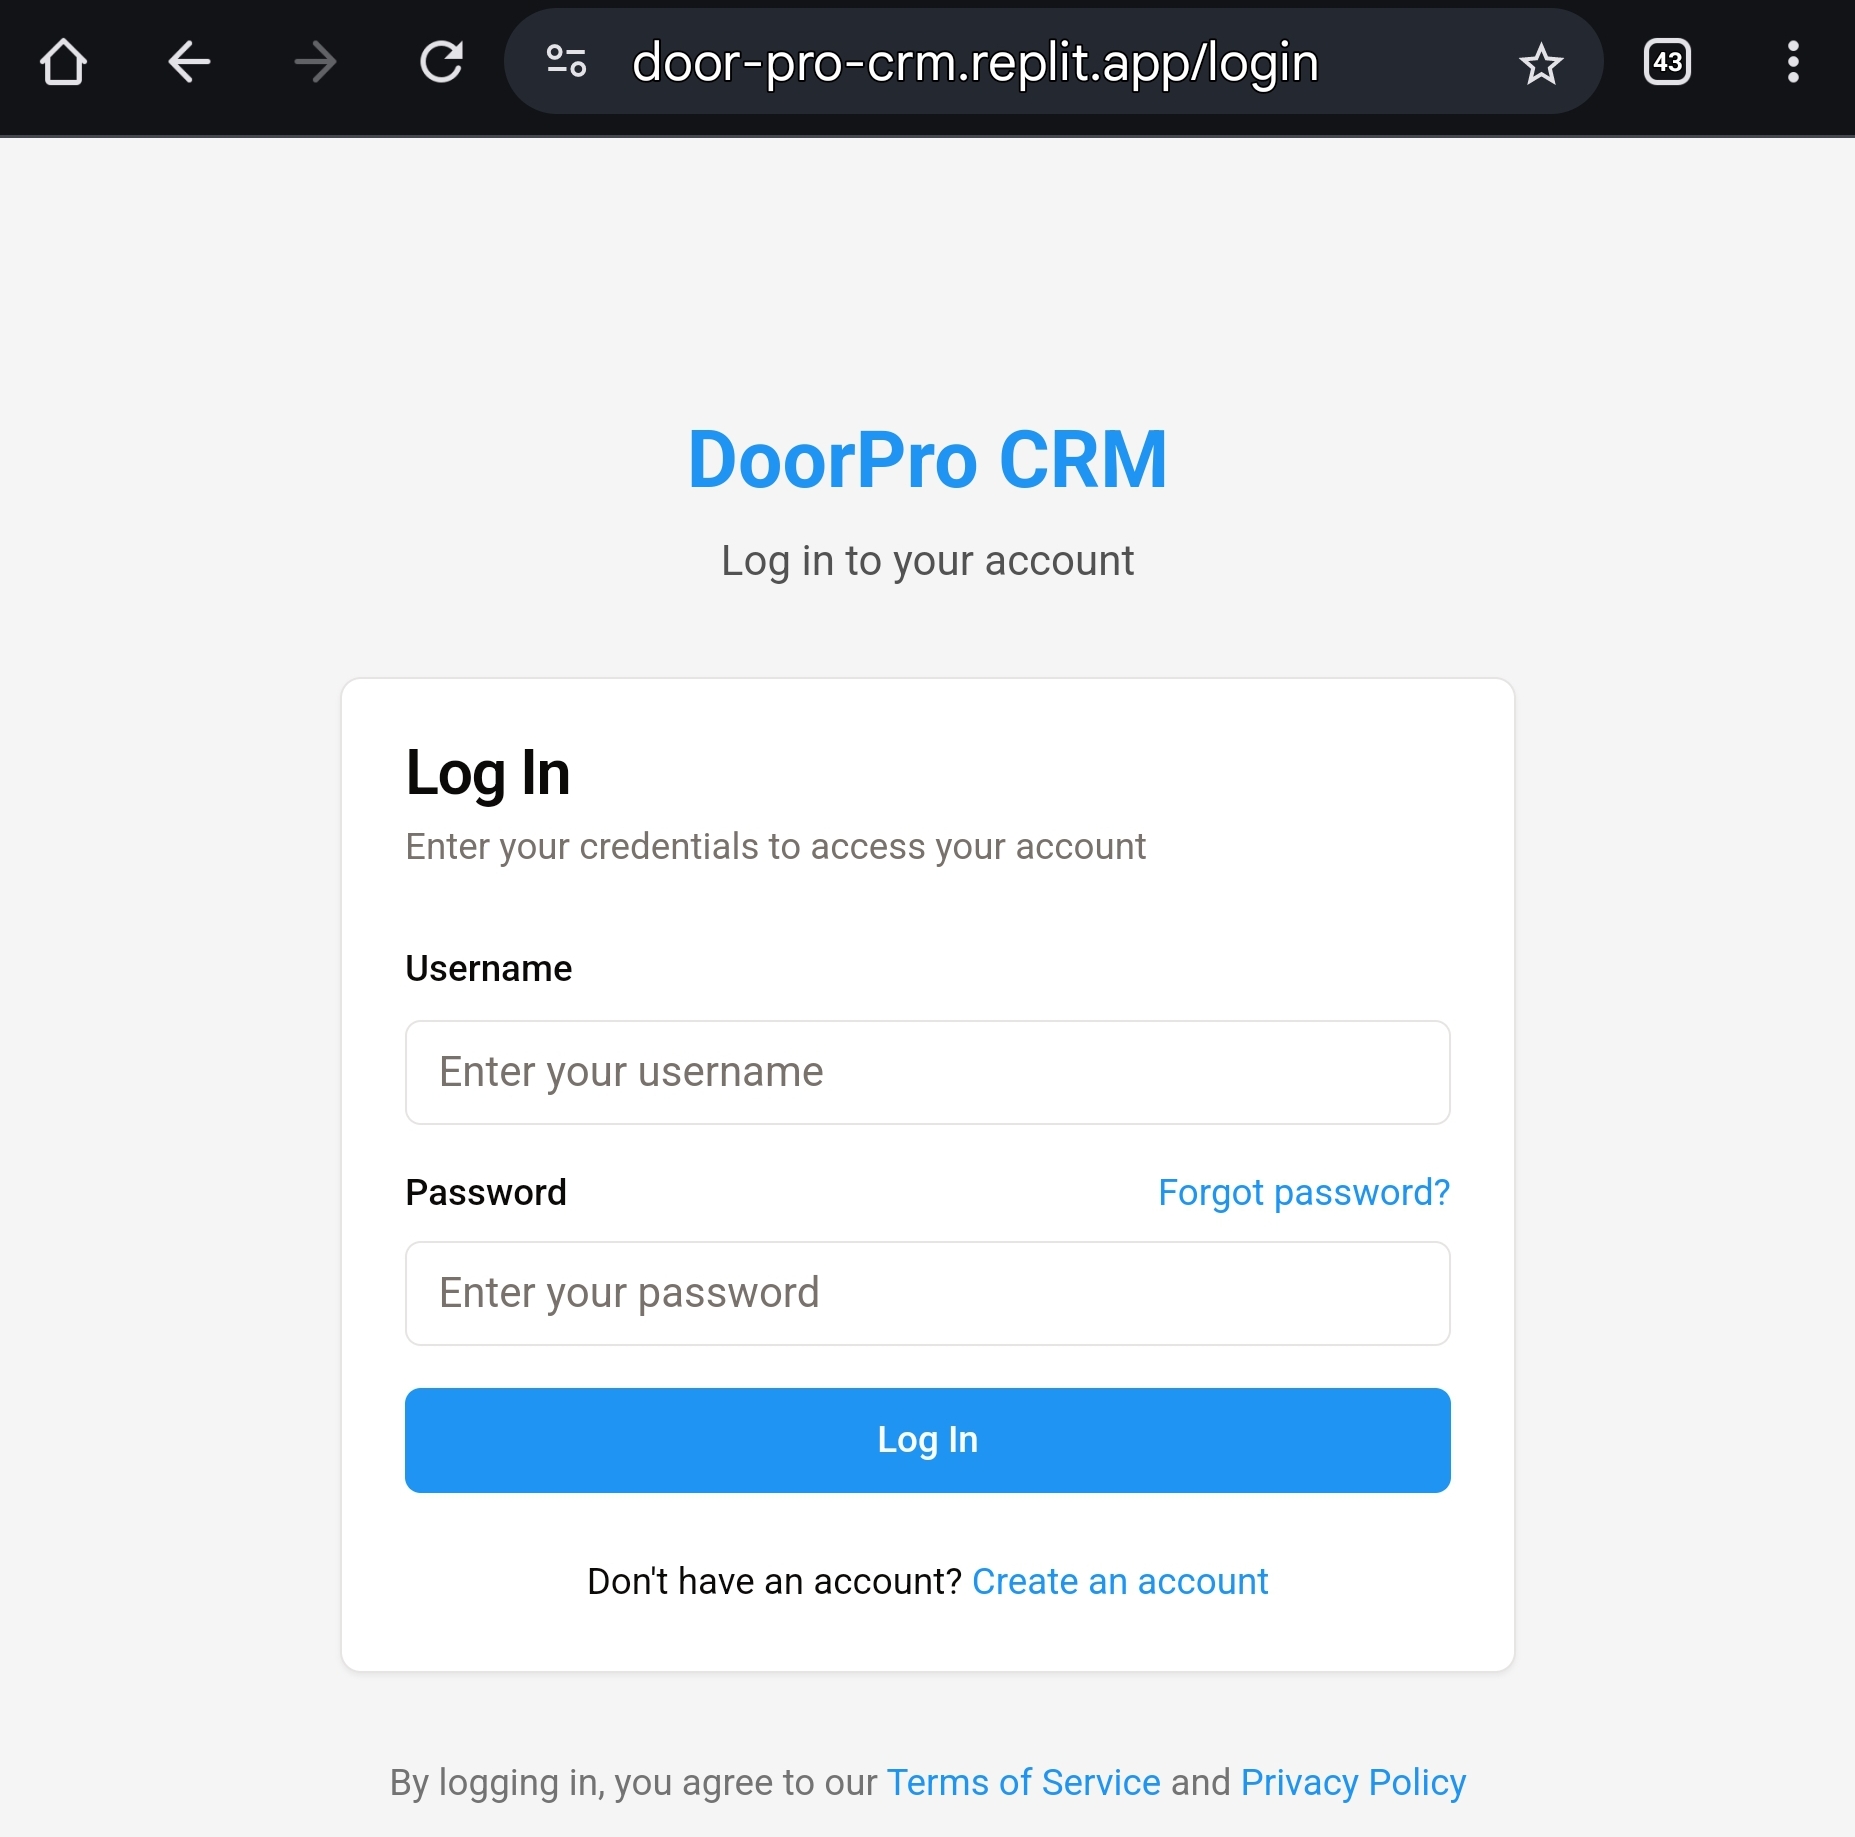 door-pro-crm.replit.app/login
43
DoorPro CRM
Log in to your account
Log In
Enter your credentials to access your account
Username
Enter your username
Password
Forgot password?
Enter your password
Log In
Don't have an account? Create an account
By logging in, you agree to our Terms of Service and Privacy Policy